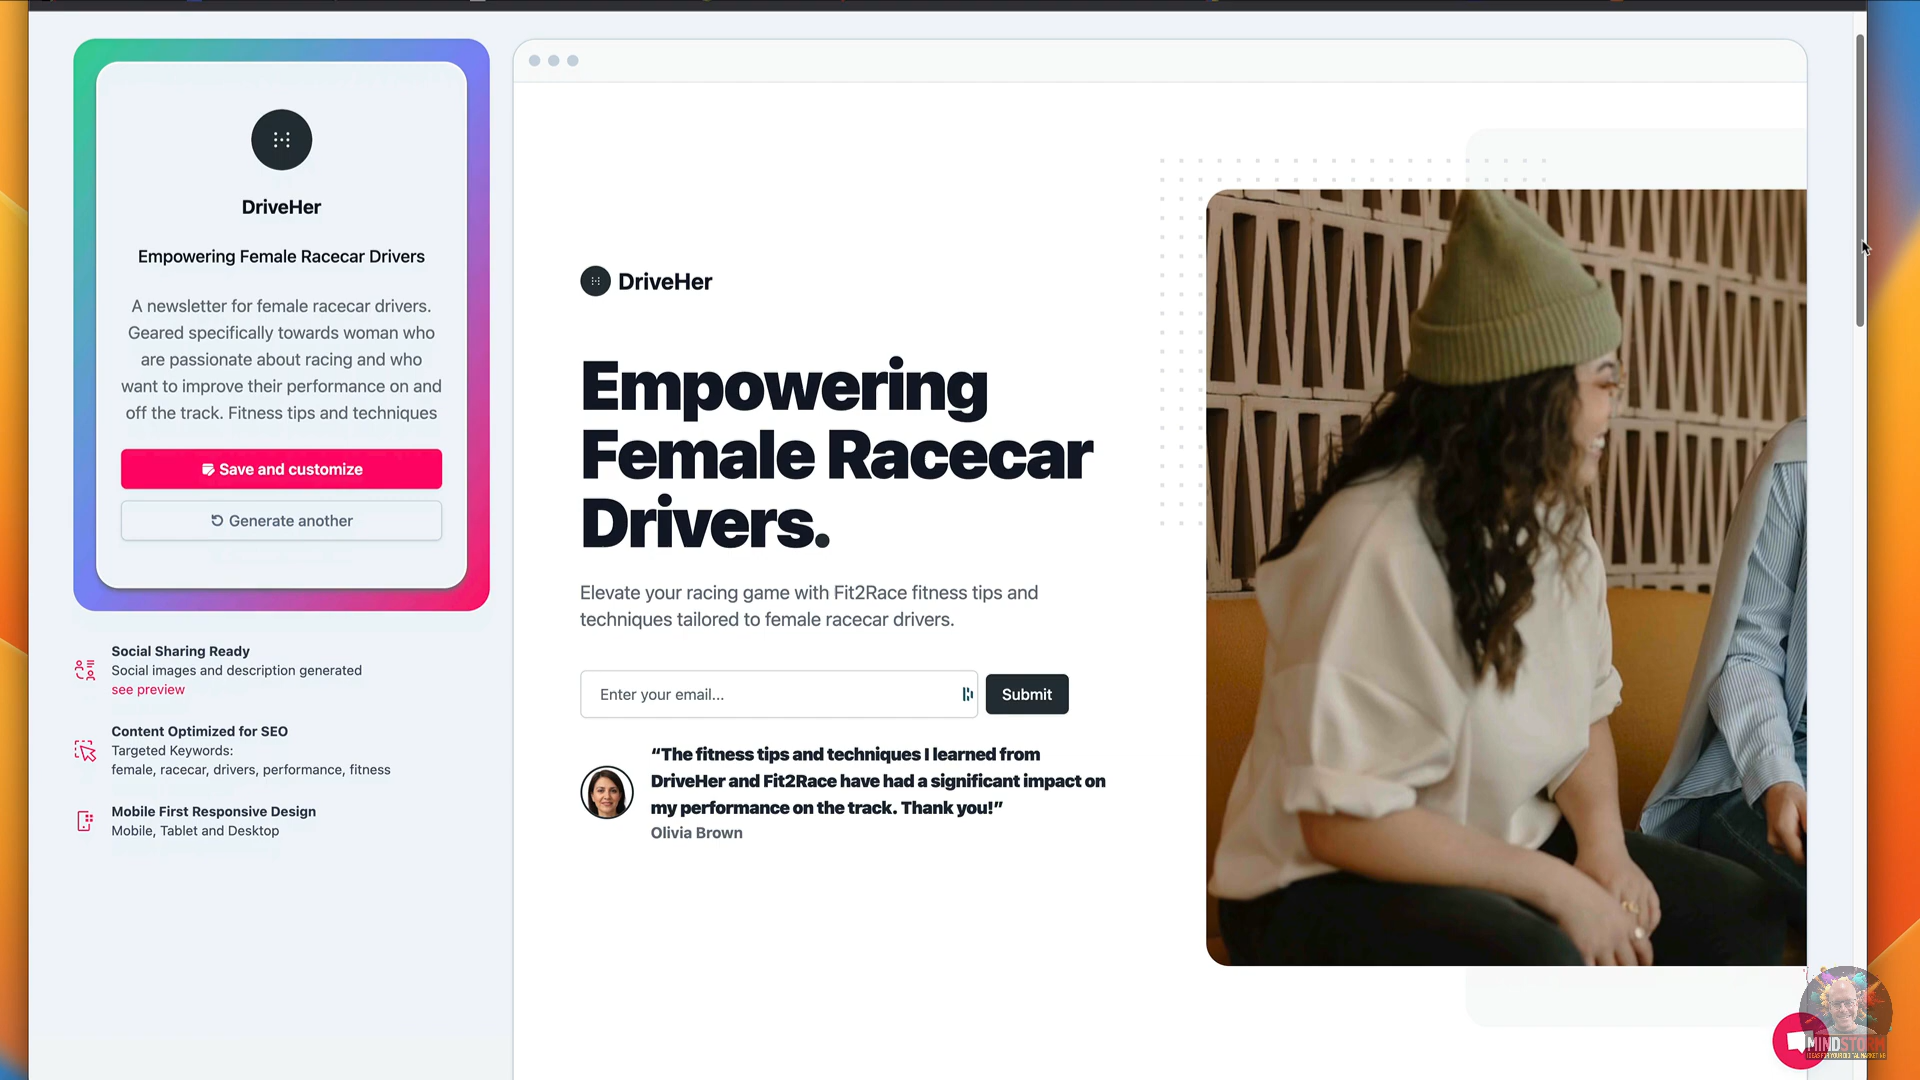 DriveHer
Empowering Female Racecar Drivers
A newsletter for female racecar drivers.
Geared specifically towards woman who
are passionate about racing and who
want to improve their performance on and
off the track. Fitness tips and techniques
Save and customize
Generate another
Social Sharing Ready
Social images and description generated
see preview
Content Optimized for SEO
Targeted Keywords:
female, racecar, drivers, performance, fitness
Mobile First Responsive Design
Mobile, Tablet and Desktop
DriveHer
Empowering
Female Racecar
Drivers.
Elevate your racing game with Fit2Race fitness tips and
techniques tailored to female racecar drivers.
Enter your email...
Submit
“The fitness tips and techniques I learned from
DriveHer and Fit2Race have had a significant impact on
my performance on the track. Thank you!”
Olivia Brown
MINDSTORM
IDEAS FOR YOUR DIGITAL MARKETING